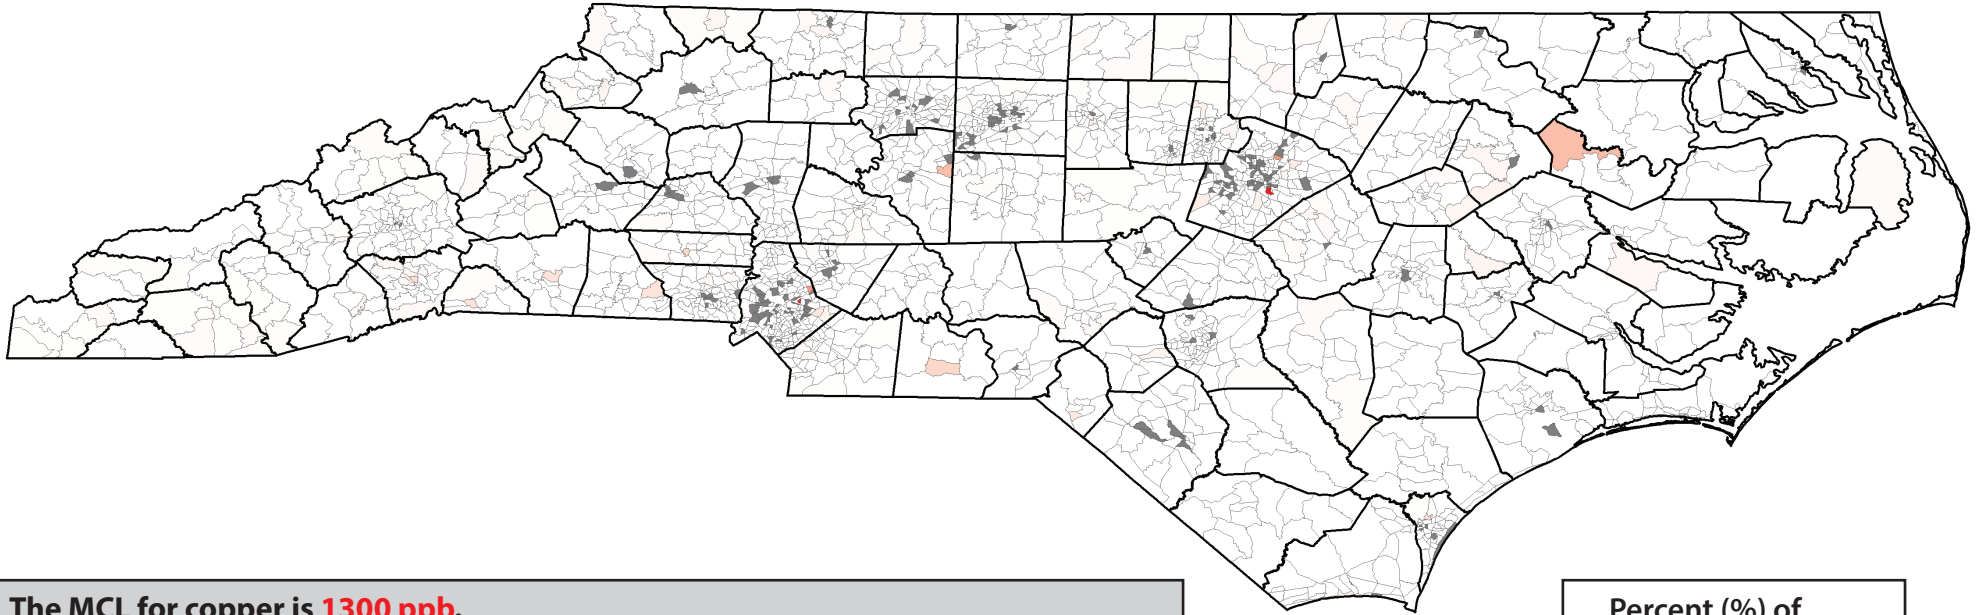 The MCL for copper is 1300 ppb.
Percent (%) of